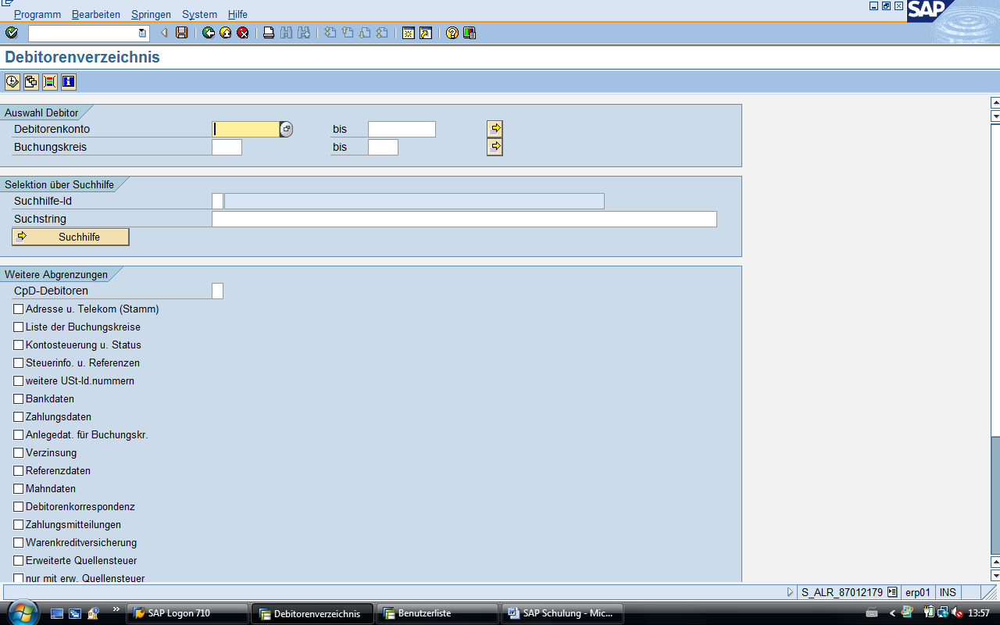 Programm Bearbeiten Springen System Hilfe
SAP
Debitorenverzeichnis
Auswahl Debitor
Debitorenkonto bis
Buchungskreis bis
Selektion über Suchhilfe
Suchhilfe-Id
Suchstring
Suchhilfe
Weitere Abgrenzungen
CpD-Debitoren
Adresse u. Telekom (Stamm)
Liste der Buchungskreise
Kontosteuerung u. Status
Steuerinfo. u. Referenzen
weitere USt-Id.nummern
Bankdaten
Zahlungsdaten
Anlegedat. für Buchungskr.
Verzinsung
Referenzdaten
Mahndaten
Debitorenkorrespondenz
Zahlungsmitteilungen
Warenkreditversicherung
Erweiterte Quellensteuer
nur mit erw. Quellensteuer
S_ALR_87012179 erp01 INS
SAP Logon 710 Debitorenverzeichnis Benutzerliste SAP Schulung - Mic... 13:57